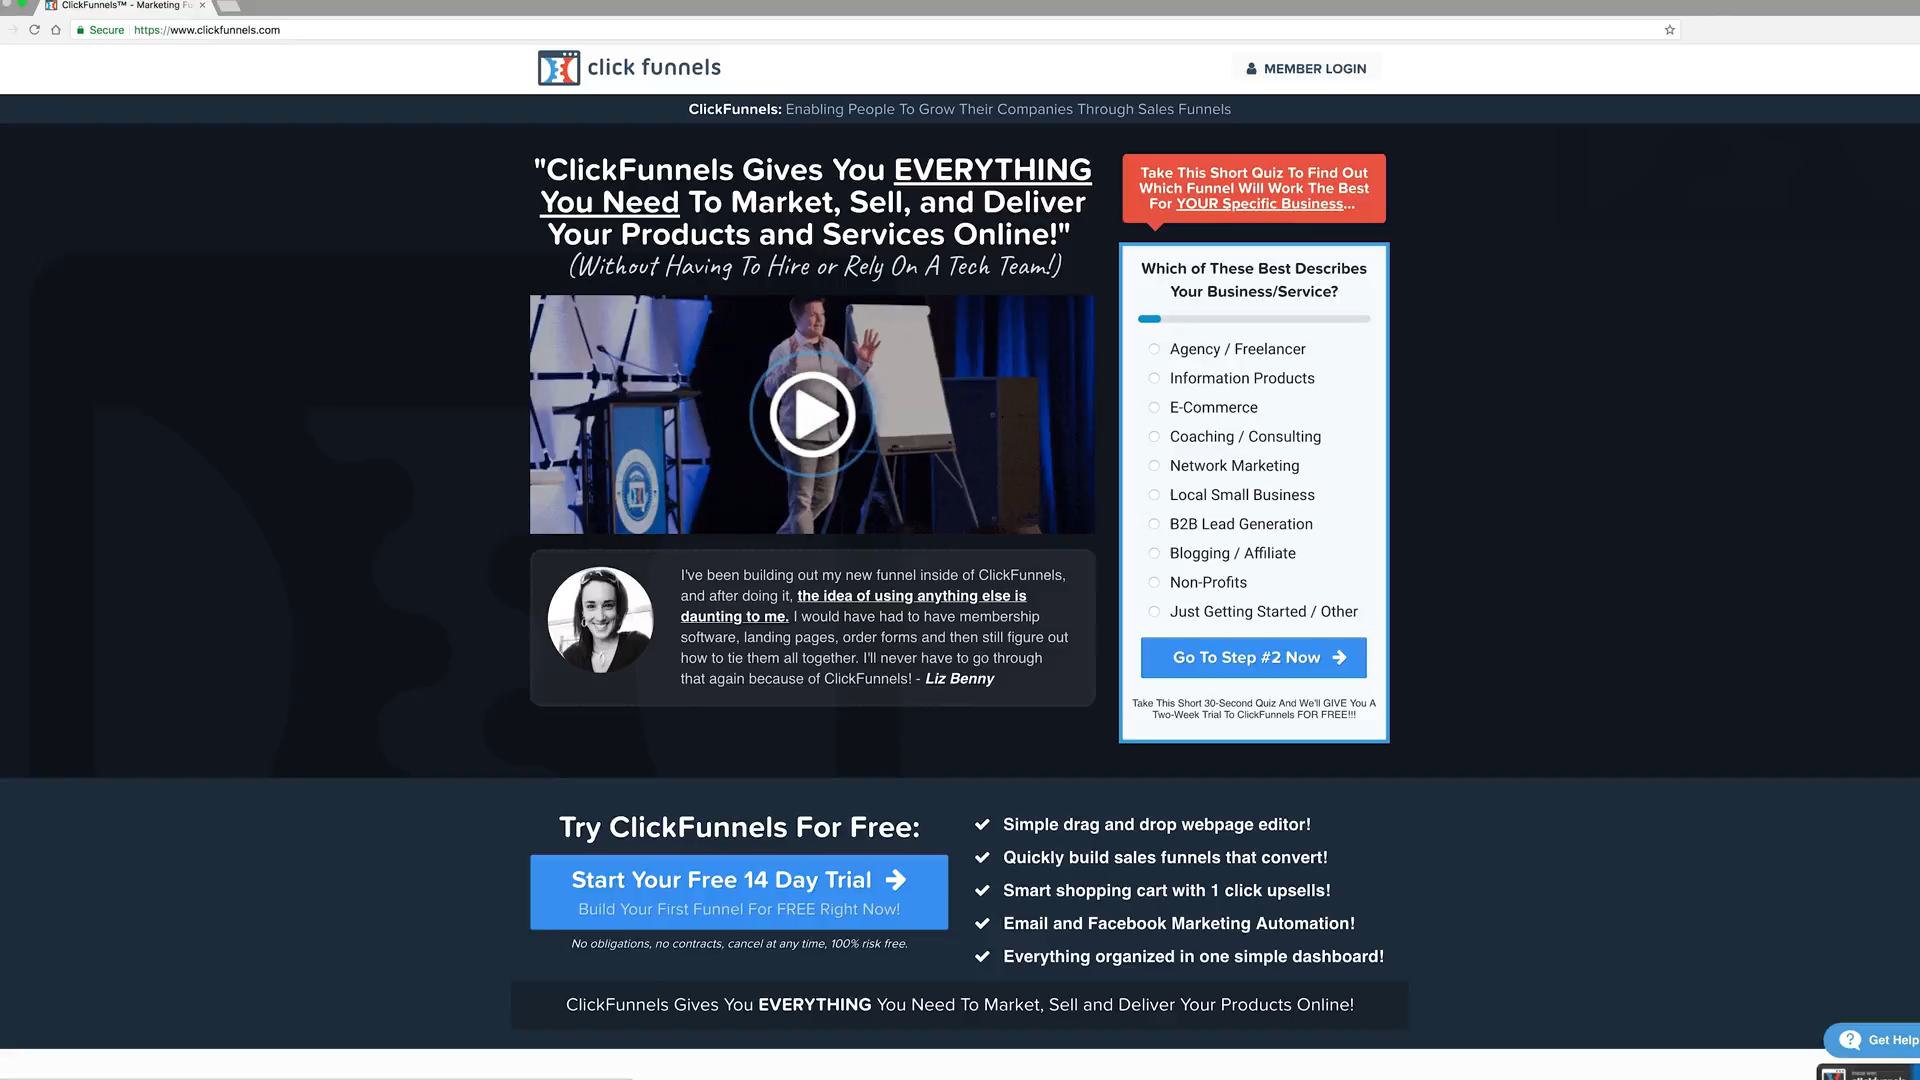 ClickFunnels™ - Marketing Fu
Secure https://www.clickfunnels.com
click funnels
MEMBER LOGIN
ClickFunnels: Enabling People To Grow Their Companies Through Sales Funnels
"ClickFunnels Gives You EVERYTHING
You Need To Market, Sell, and Deliver
Your Products and Services Online!"
(Without Having To Hire or Rely On A Tech Team!)
I've been building out my new funnel inside of ClickFunnels,
and after doing it, the idea of using anything else is
daunting to me. I would have had to have membership
software, landing pages, order forms and then still figure out
how to tie them all together. I'll never have to go through
that again because of ClickFunnels! - Liz Benny
Take This Short Quiz To Find Out
Which Funnel Will Work The Best
For YOUR Specific Business...
Which of These Best Describes
Your Business/Service?
Agency / Freelancer
Information Products
E-Commerce
Coaching / Consulting
Network Marketing
Local Small Business
B2B Lead Generation
Blogging / Affiliate
Non-Profits
Just Getting Started / Other
Go To Step #2 Now
Take This Short 30-Second Quiz And We'll GIVE You A
Two-Week Trial To ClickFunnels FOR FREE!!!
Try ClickFunnels For Free:
Start Your Free 14 Day Trial
Build Your First Funnel For FREE Right Now!
No obligations, no contracts, cancel at any time, 100% risk free.
Simple drag and drop webpage editor!
Quickly build sales funnels that convert!
Smart shopping cart with 1 click upsells!
Email and Facebook Marketing Automation!
Everything organized in one simple dashboard!
ClickFunnels Gives You EVERYTHING You Need To Market, Sell and Deliver Your Products Online!
Get Help